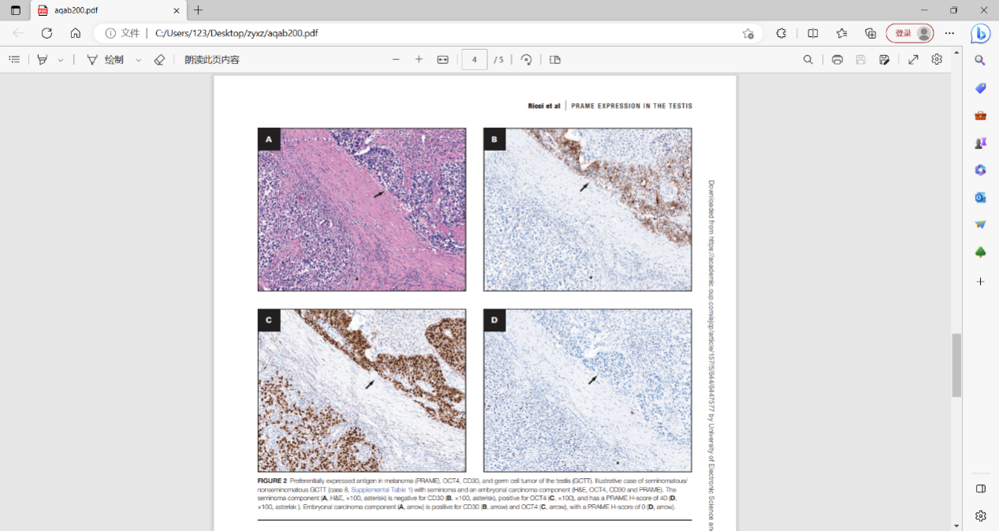 aqab200.pdf
文件 | C:/Users/123/Desktop/zyxz/aqab200.pdf
登录
绘制
朗读此页内容
4 / 5
Ricci et al | PRAME EXPRESSION IN THE TESTIS
A
B
C
D
Downloaded from https://academic.oup.com/ajcp/article/157/5/644/6447577 by University of Electronic Science an
FIGURE 2 Preferentially expressed antigen in melanoma (PRAME), OCT4, CD30, and germ cell tumor of the testis (GCTT). Illustrative case of seminomatous/
nonseminomatous GCTT (case 8, Supplemental Table 1) with seminoma and an embryonal carcinoma component (H&E, OCT4, CD30 and PRAME). The
seminoma component (A, H&E, ×100, asterisk) is negative for CD30 (B, ×100, asterisk), positive for OCT4 (C, ×100), and has a PRAME H-score of 40 (D,
×100, asterisk ). Embryonal carcinoma component (A, arrow) is positive for CD30 (B, arrow) and OCT4 (C, arrow), with a PRAME H-score of 0 (D, arrow).